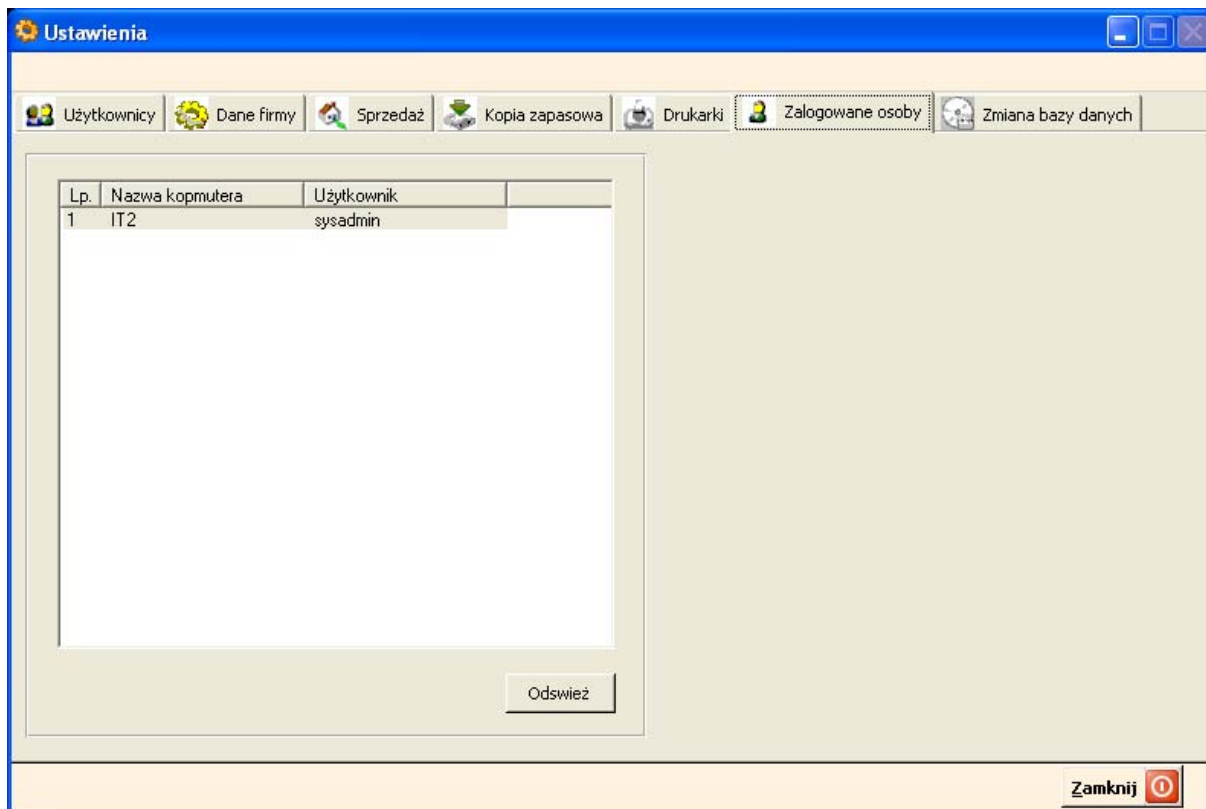 Ustawienia
Użytkownicy Dane firmy Sprzedaż Kopia zapasowa Drukarki Zalogowane osoby Zmiana bazy danych
Lp. Nazwa kopmutera Użytkownik
1 IT2 sysadmin
Odswież
Zamknij